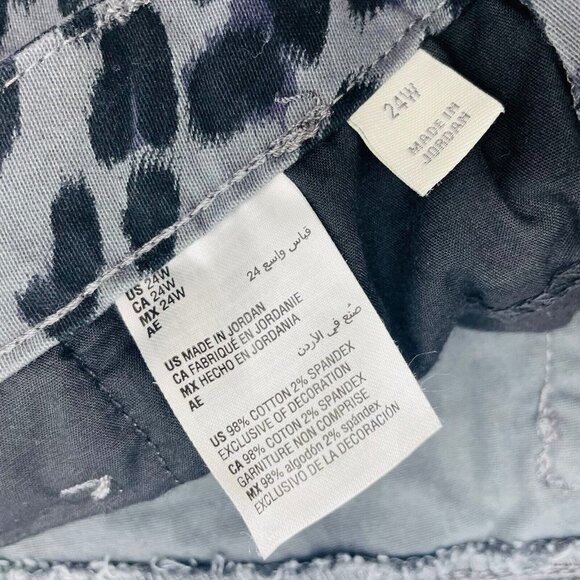 24W
MADE IN
JORDAN
US 24W
CA 24W
MX 24W
AE
قياس واسع 24
US MADE IN JORDAN
CA FABRIQUÉ EN JORDANIE
MX HECHO EN JORDANIA
AE
صنع في الأردن
US 98% COTTON 2% SPANDEX
EXCLUSIVE OF DECORATION
CA 98% COTON 2% SPANDEX
GARNITURE NON COMPRISE
MX 98% algodón 2% spándex
EXCLUSIVO DE LA DECORACIÓN